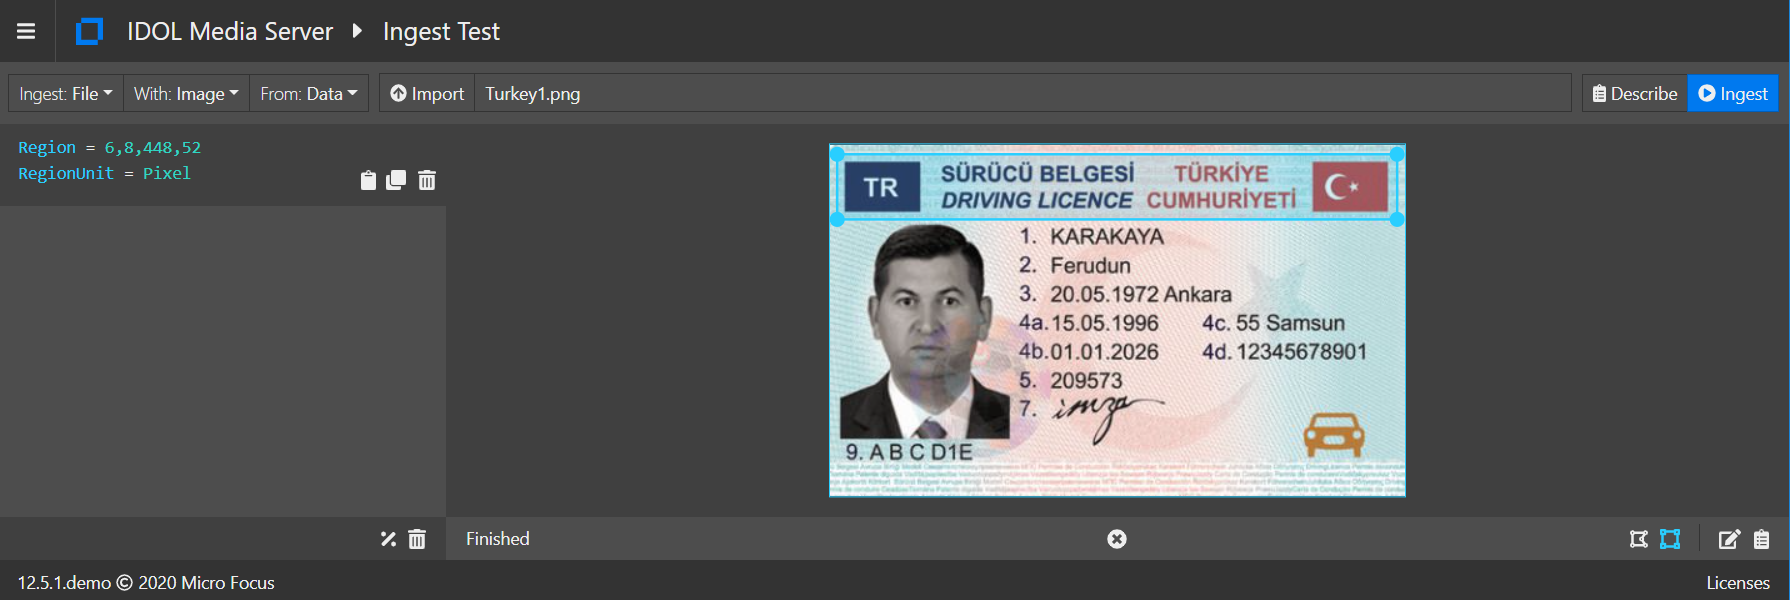 IDOL Media Server Ingest Test
Ingest: File With: Image From: Data Import Turkey1.png Describe Ingest
Region = 6,8,448,52
RegionUnit = Pixel
TR
SÜRÜCÜ BELGESİ
DRIVING LICENCE
TÜRKİYE
CUMHURİYETİ
1. KARAKAYA
2. Ferudun
3. 20.05.1972 Ankara
4a. 15.05.1996 4c. 55 Samsun
4b. 01.01.2026 4d. 12345678901
5. 209573
7. imza
9. A B C D1E
Finished
12.5.1.demo © 2020 Micro Focus Licenses